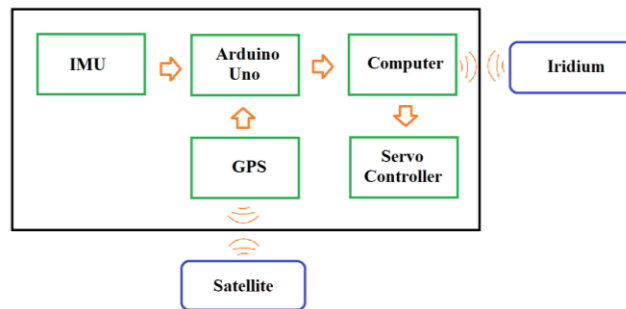 IMU
Arduino
Uno
Computer
Iridium
GPS
Servo
Controller
Satellite